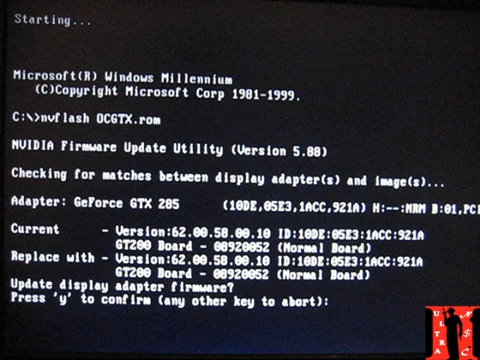 Starting...
Microsoft(R) Windows Millennium
(C)Copyright Microsoft Corp 1981-1999.
C:\>nvflash OCGTX.rom
NVIDIA Firmware Update Utility (Version 5.88)
Checking for matches between display adapter(s) and image(s)...
Adapter: GeForce GTX 285 (10DE,05E3,1ACC,921A) H:--:NRM B:01,PCI
Current - Version:62.00.58.00.10 ID:10DE:05E3:1ACC:921A
GT200 Board - 08920052 (Normal Board)
Replace with - Version:62.00.58.00.10 ID:10DE:05E3:1ACC:921A
GT200 Board - 08920052 (Normal Board)
Update display adapter firmware?
Press 'y' to confirm (any other key to abort):
ULTRA